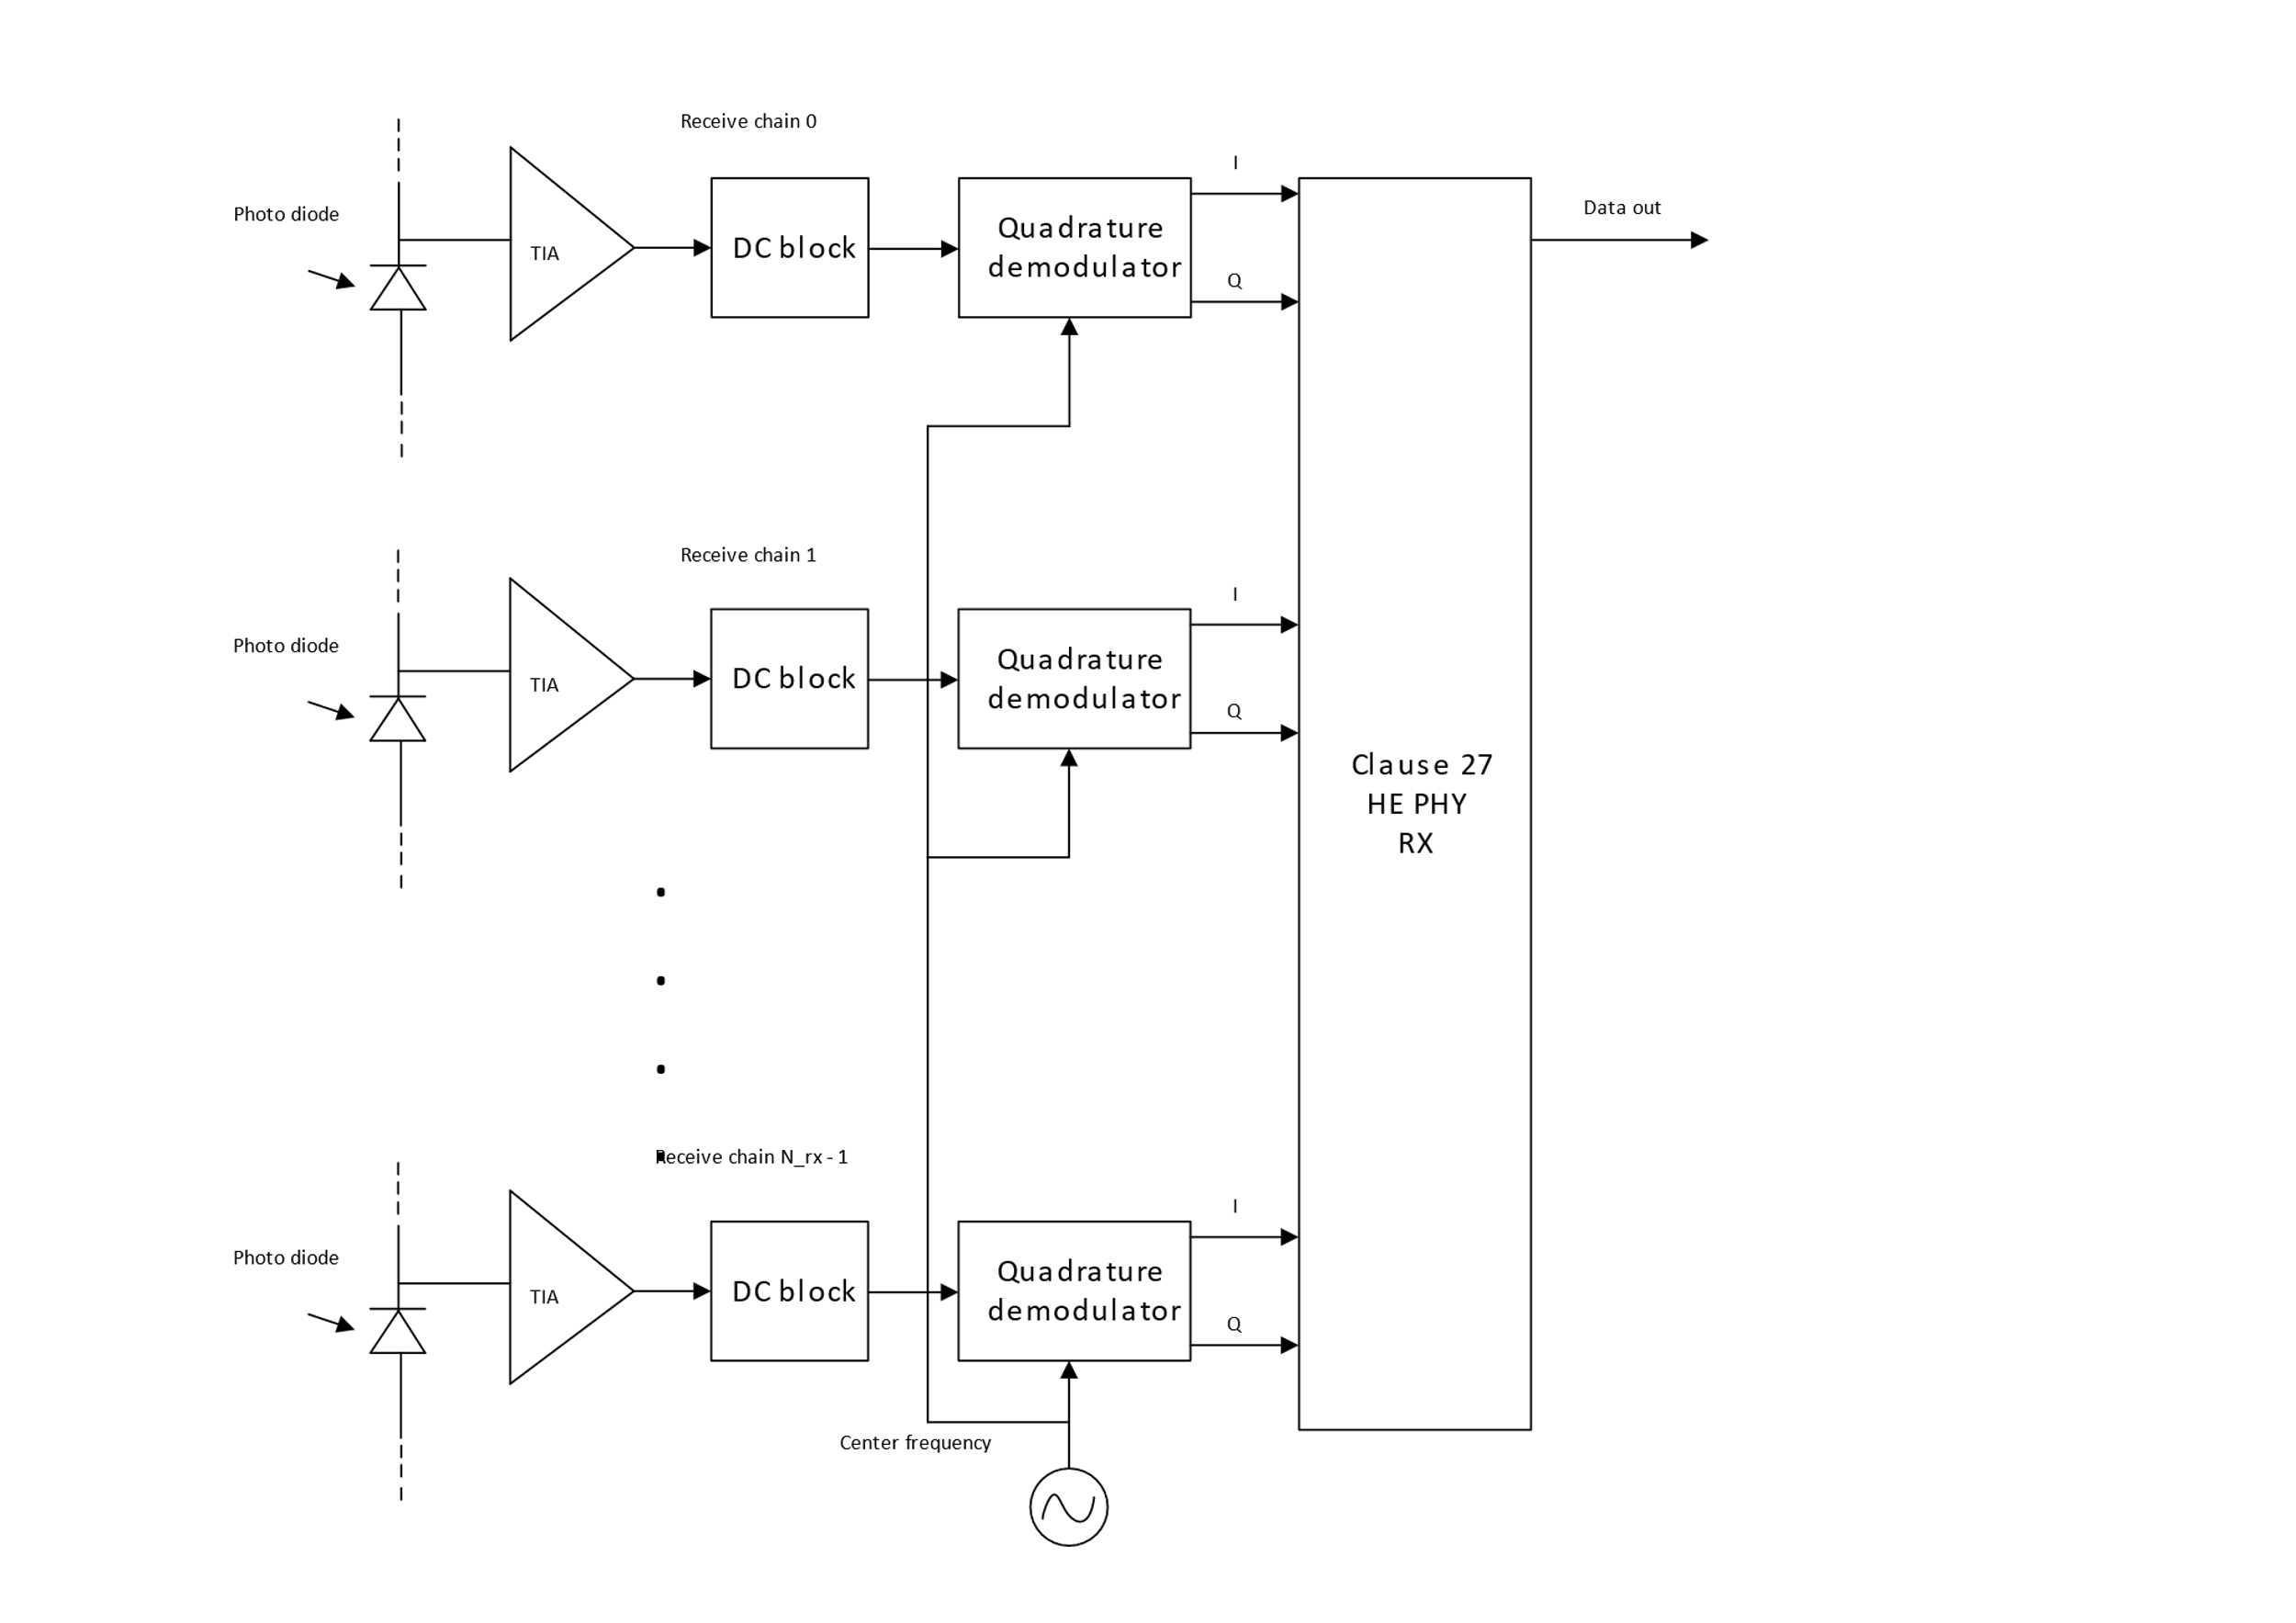 Receive chain 0
I
Photo diode
TIA
DC block
Quadrature
demodulator
Q
Data out
Receive chain 1
I
Photo diode
TIA
DC block
Quadrature
demodulator
Q
Clause 27
HE PHY
RX
Receive chain N_rx - 1
I
Photo diode
TIA
DC block
Quadrature
demodulator
Q
Center frequency